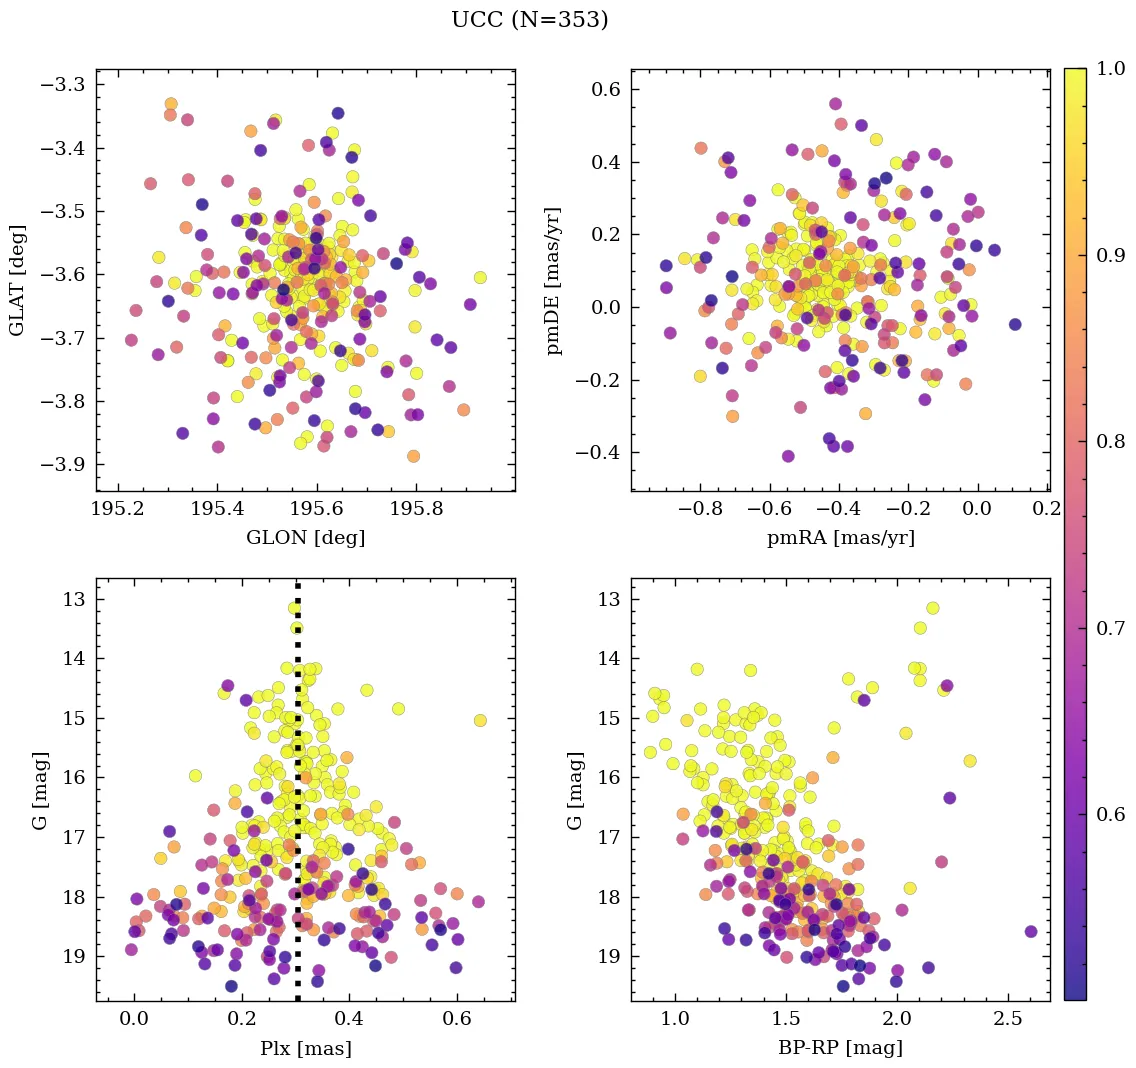 UCC (N=353)
−3.3
−3.4
−3.5
−3.6
−3.7
−3.8
−3.9
GLAT [deg]
195.2 195.4 195.6 195.8
GLON [deg]
0.6
0.4
0.2
0.0
−0.2
−0.4
pmDE [mas/yr]
−0.8 −0.6 −0.4 −0.2 0.0 0.2
pmRA [mas/yr]
13
14
15
16
17
18
19
G [mag]
0.0 0.2 0.4 0.6
Plx [mas]
13
14
15
16
17
18
19
G [mag]
1.0 1.5 2.0 2.5
BP-RP [mag]
1.0
0.9
0.8
0.7
0.6